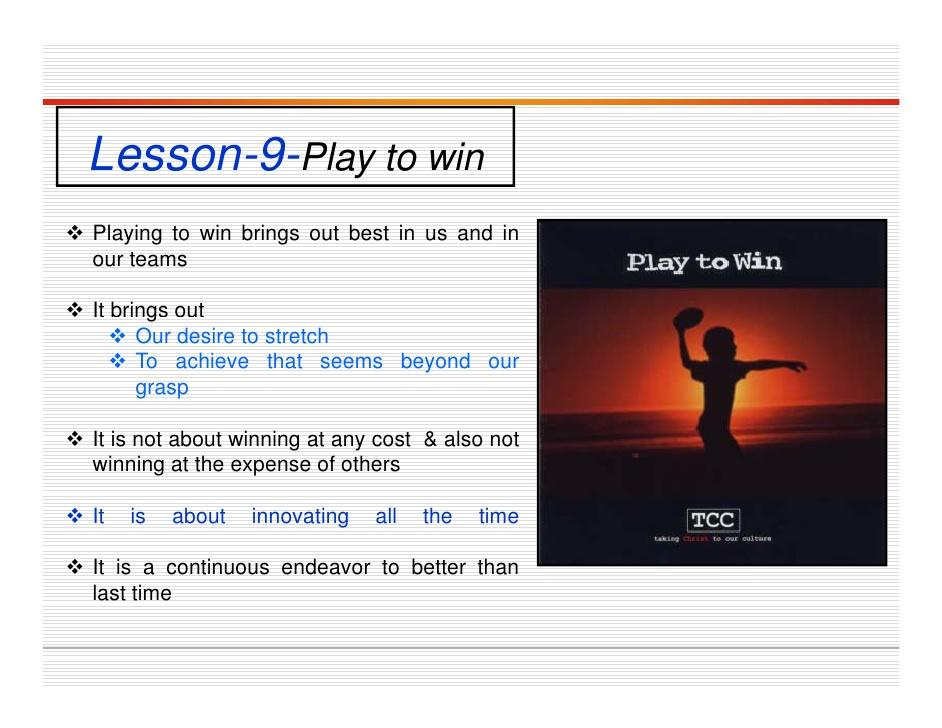 Lesson-9-Play to win
❖ Playing to win brings out best in us and in
our teams
❖ It brings out
❖ Our desire to stretch
❖ To achieve that seems beyond our
grasp
❖ It is not about winning at any cost & also not
winning at the expense of others
❖ It is about innovating all the time
❖ It is a continuous endeavor to better than
last time
Play to Win
TCC
taking Christ to our culture